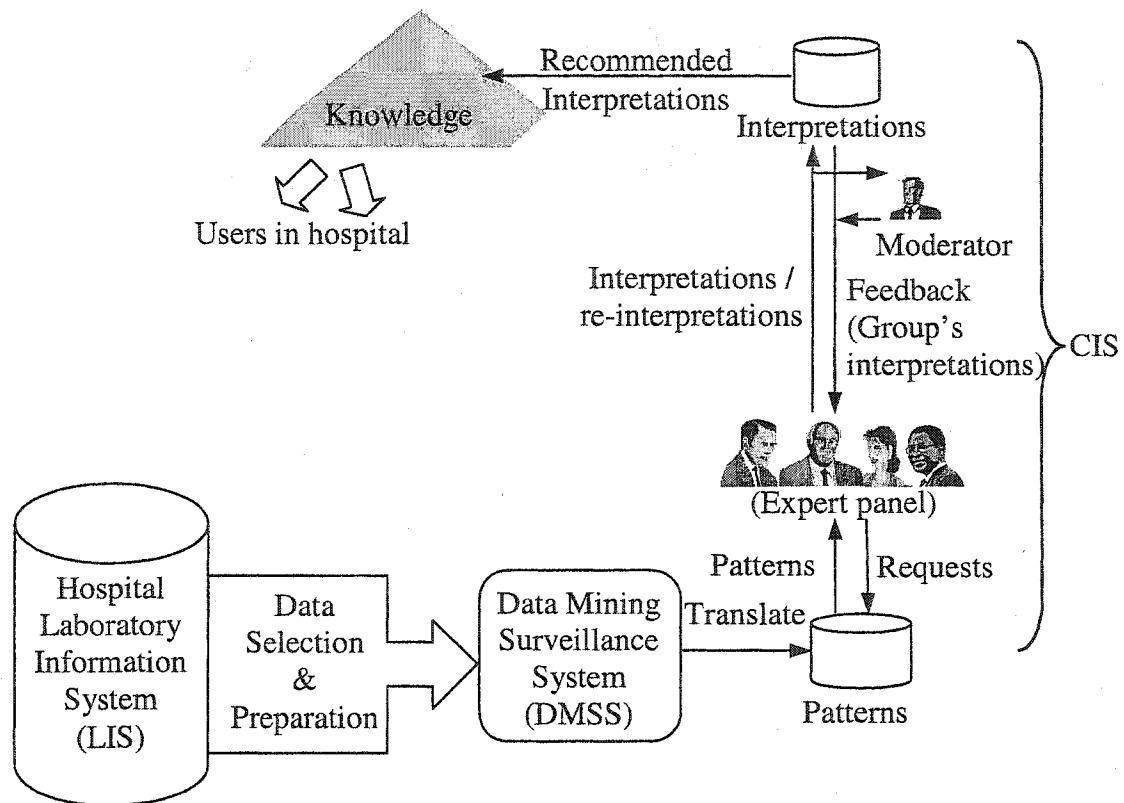 Recommended
Interpretations
Knowledge
Interpretations
Users in hospital
Moderator
Interpretations /
re-interpretations
Feedback
(Group's
interpretations)
CIS
(Expert panel)
Patterns
Requests
Hospital
Laboratory
Information
System
(LIS)
Data
Selection
&
Preparation
Data Mining
Surveillance
System
(DMSS)
Translate
Patterns